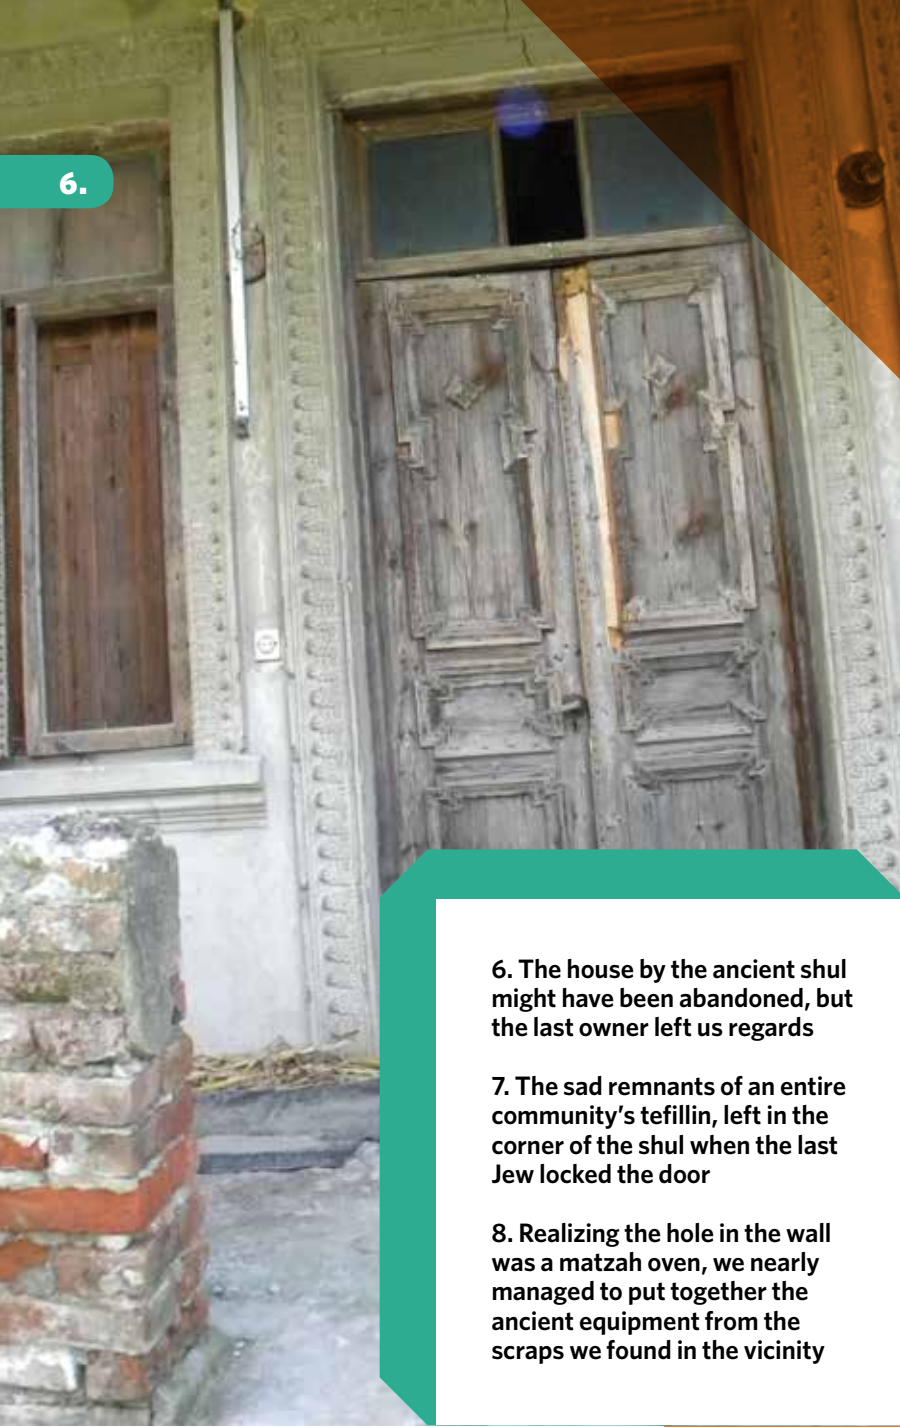 6.
6. The house by the ancient shul
might have been abandoned, but
the last owner left us regards
7. The sad remnants of an entire
community's tefillin, left in the
corner of the shul when the last
Jew locked the door
8. Realizing the hole in the wall
was a matzah oven, we nearly
managed to put together the
ancient equipment from the
scraps we found in the vicinity